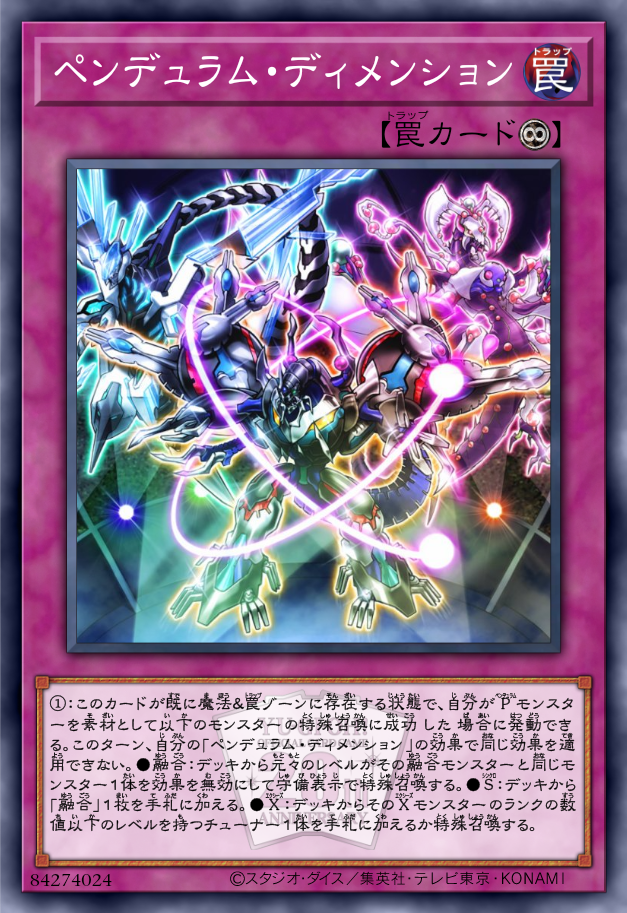 ペンデュラム・ディメンション
罠
トラップ
【罠カード】
トラップ
①：このカードが既に魔法&罠ゾーンに存在する状態で、自分がPモンスタ
ーを素材として以下のモンスターの特殊召喚に成功した場合に発動でき
る。このターン、自分の「ペンデュラム・ディメンション」の効果で同じ効果を適
用できない。●融合：デッキから元々のレベルがその融合モンスターと同じモ
ンスター1体を効果を無効にして守備表示で特殊召喚する。●S：デッキから
「融合」1枚を手札に加える。●X：デッキからそのXモンスターのランクの数
値以下のレベルを持つチューナー1体を手札に加えるか特殊召喚する。
ANNIVERSARY
84274024
©スタジオ・ダイス／集英社・テレビ東京・KONAMI